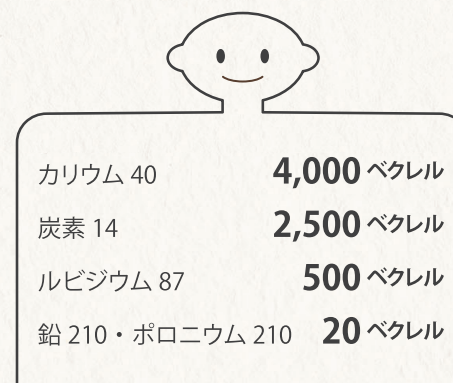 カリウム 40 4,000 ベクレル
炭素 14 2,500 ベクレル
ルビジウム 87 500 ベクレル
鉛 210・ポロニウム 210 20 ベクレル